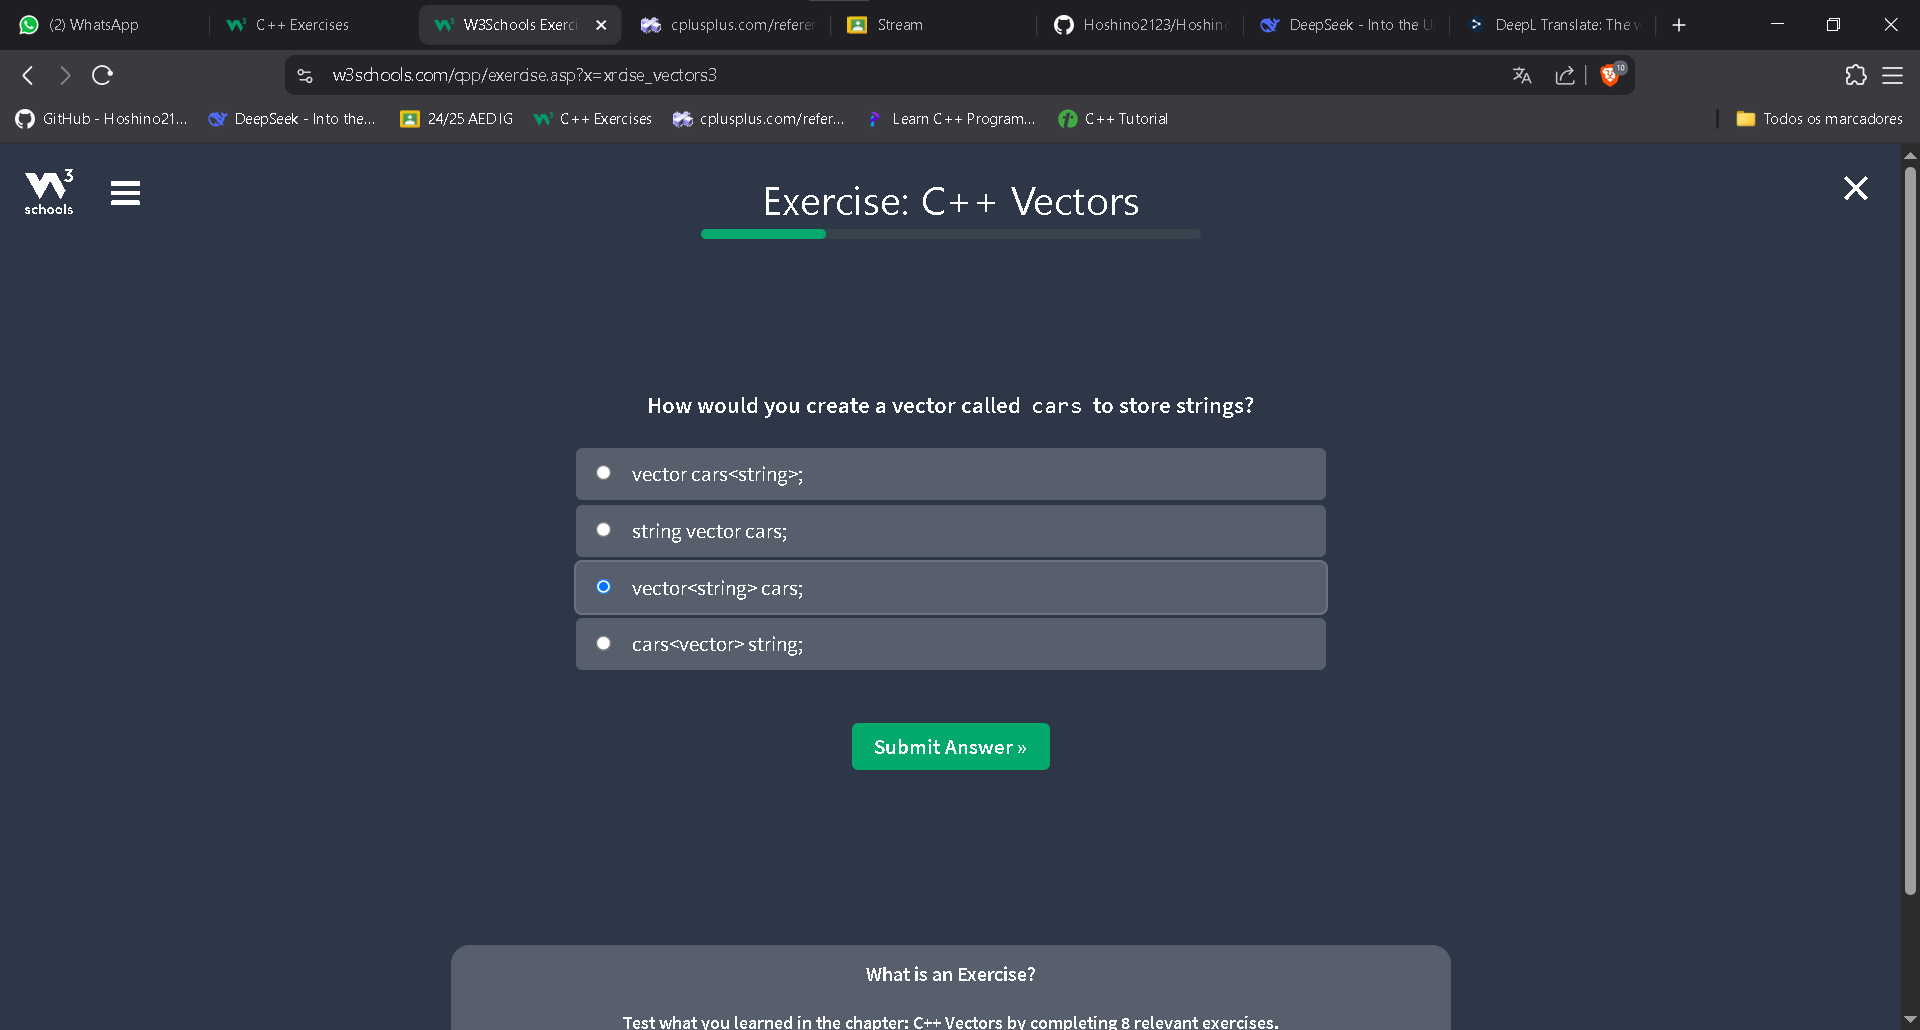 (2) WhatsApp
C++ Exercises
W3Schools Exerci
cplusplus.com/referen
Stream
Hoshino2123/Hoshino
DeepSeek - Into the U
DeepL Translate: The w
w3schools.com/cpp/exercise.asp?x=xrcise_vectors3
10
GitHub - Hoshino21...
DeepSeek - Into the...
24/25 AEDIG
C++ Exercises
cplusplus.com/refer...
Learn C++ Program...
C++ Tutorial
Todos os marcadores
W3
schools
Exercise: C++ Vectors
How would you create a vector called cars to store strings?
vector cars<string>;
string vector cars;
vector<string> cars;
cars<vector> string;
Submit Answer »
What is an Exercise?
Test what you learned in the chapter: C++ Vectors by completing 8 relevant exercises.